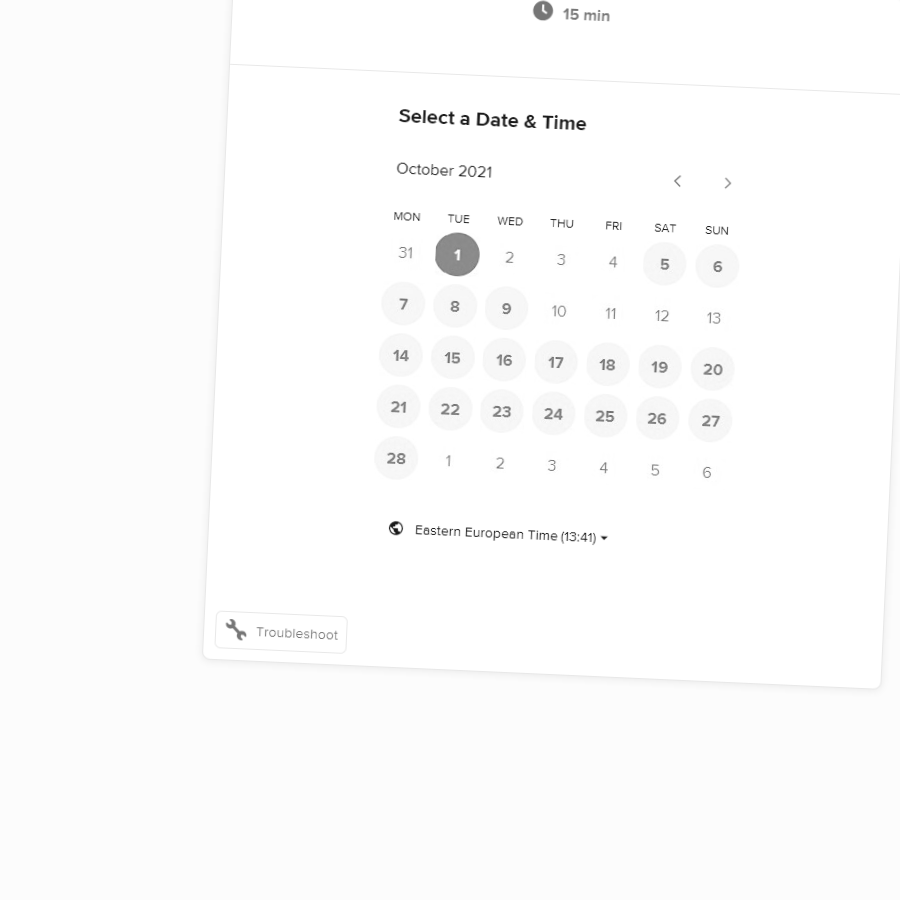 15 min
Select a Date & Time
October 2021
MON TUE WED THU FRI SAT SUN
31 1 2 3 4 5 6
7 8 9 10 11 12 13
14 15 16 17 18 19 20
21 22 23 24 25 26 27
28 1 2 3 4 5 6
Eastern European Time (13:41)
Troubleshoot